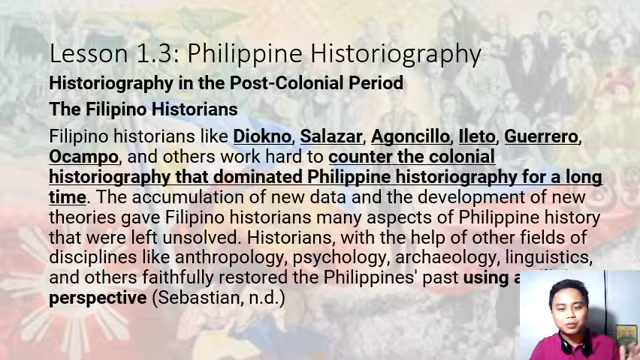 Lesson 1.3: Philippine Historiography
Historiography in the Post-Colonial Period
The Filipino Historians
Filipino historians like Diokno, Salazar, Agoncillo, Ileto, Guerrero,
Ocampo, and others work hard to counter the colonial
historiography that dominated Philippine historiography for a long
time. The accumulation of new data and the development of new
theories gave Filipino historians many aspects of Philippine history
that were left unsolved. Historians, with the help of other fields of
disciplines like anthropology, psychology, archaeology, linguistics,
and others faithfully restored the Philippines' past using a
perspective (Sebastian, n.d.)